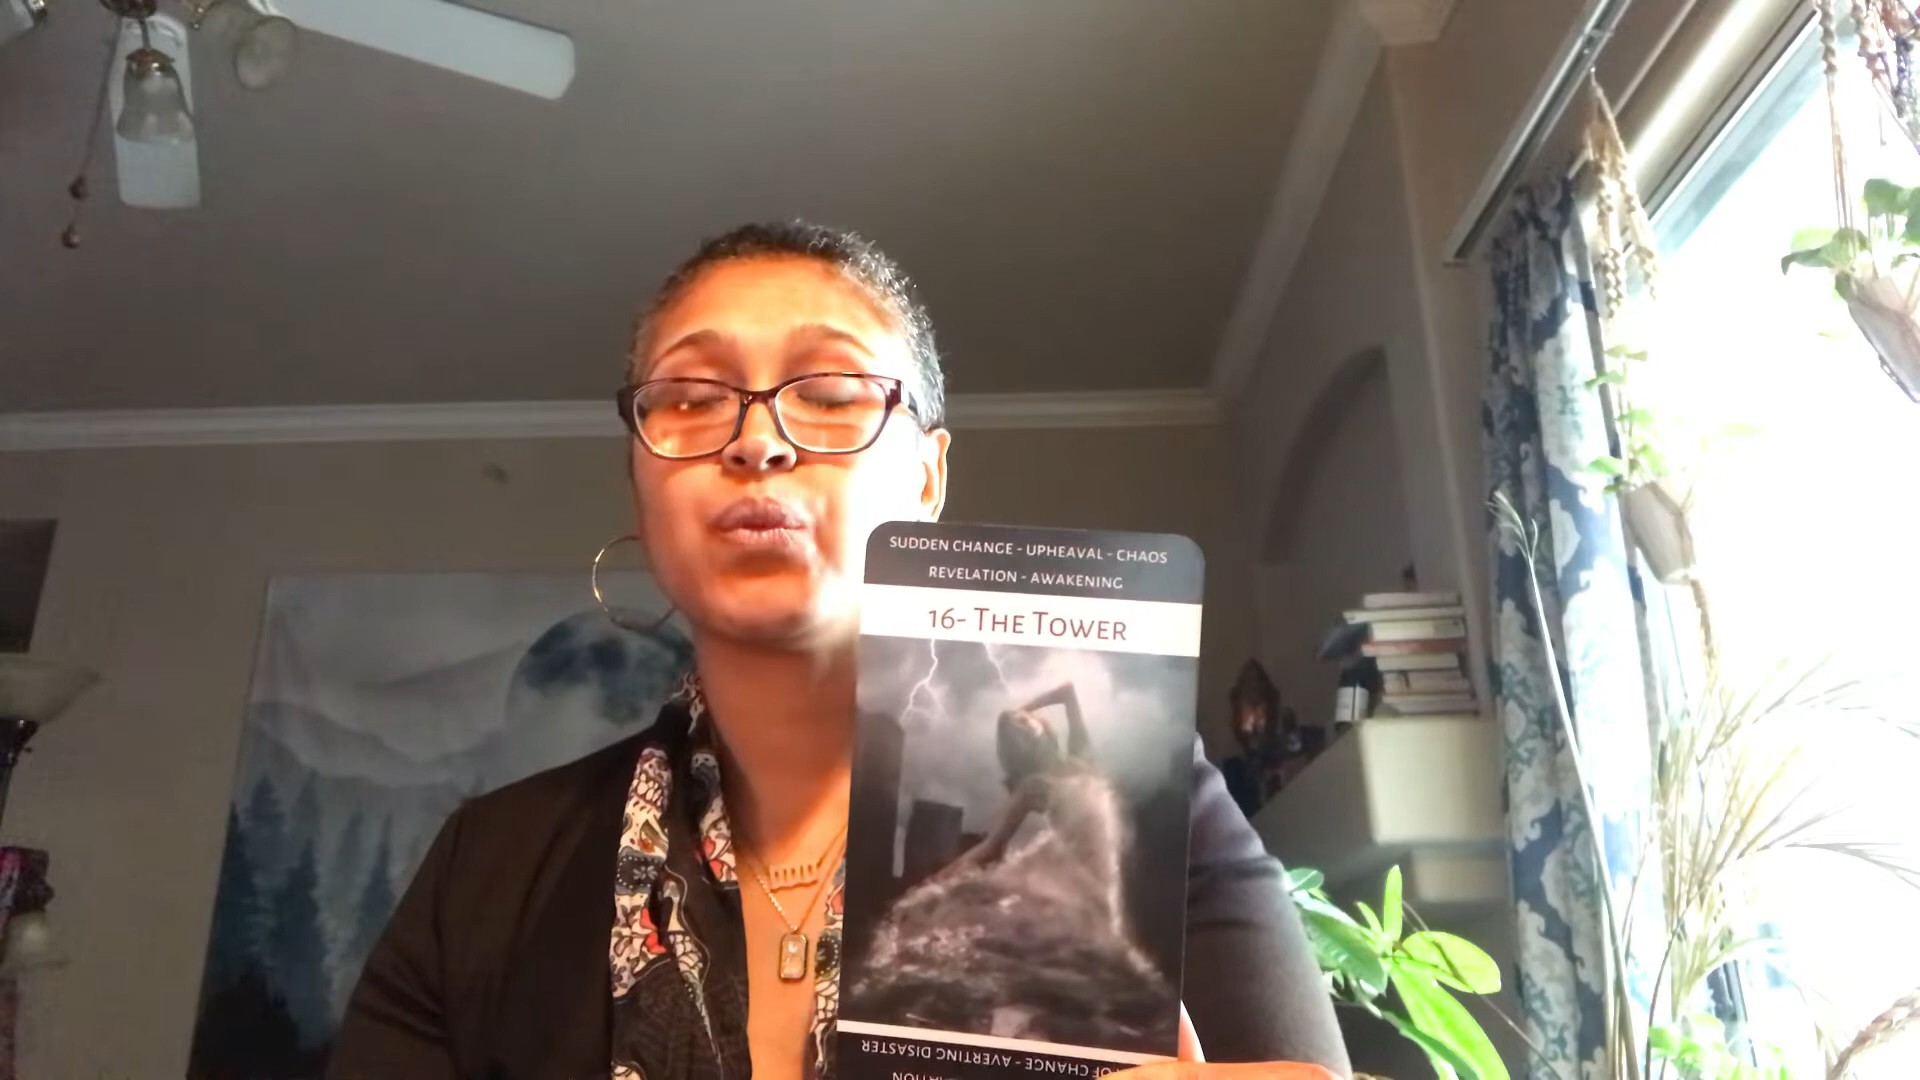 SUDDEN CHANGE - UPHEAVAL - CHAOS
REVELATION - AWAKENING
16- THE TOWER
OF CHANGE - AVERTING DISASTER